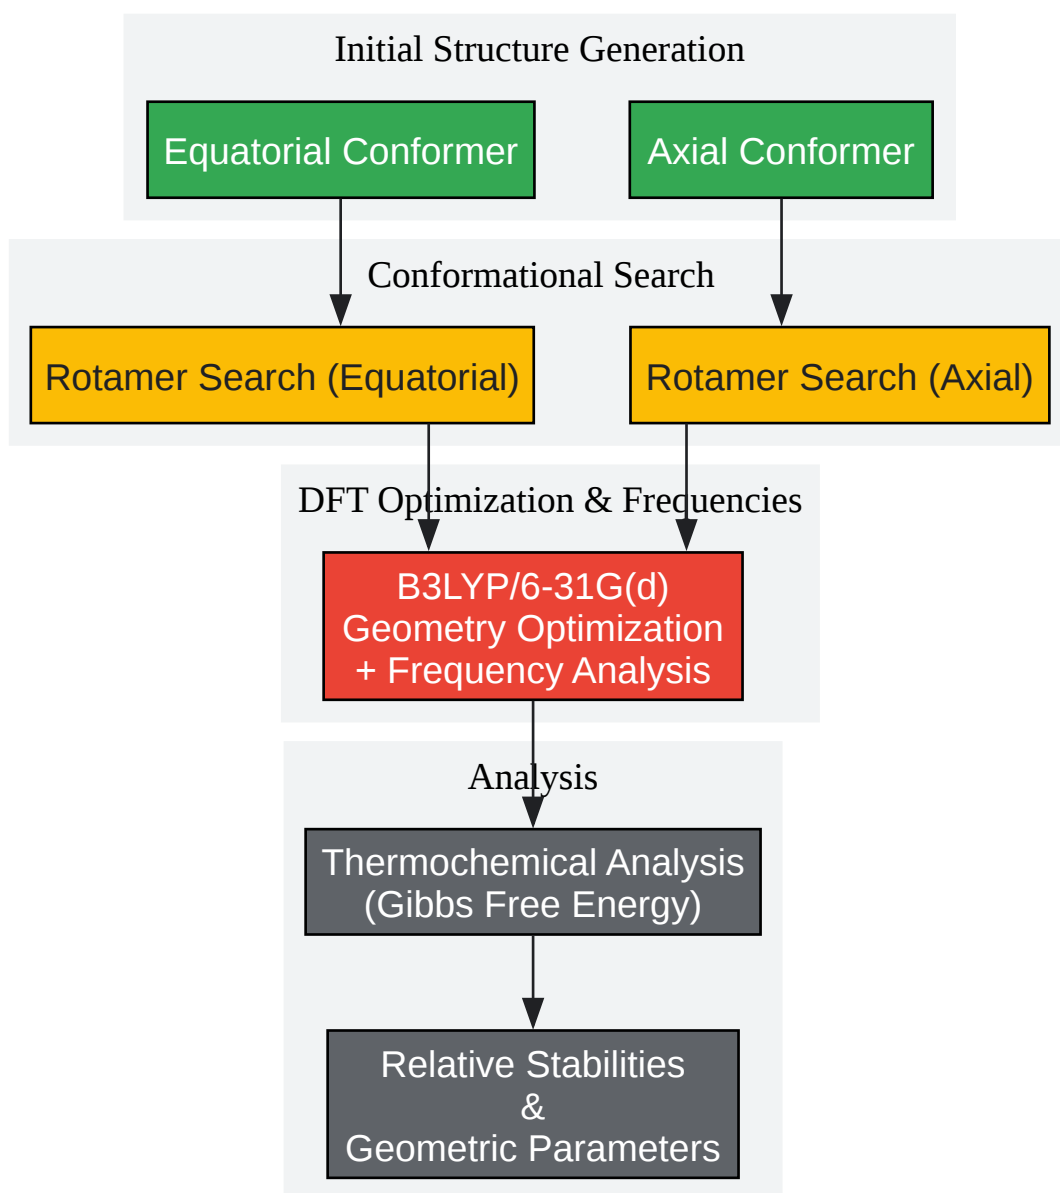 Initial Structure Generation
Equatorial Conformer
Axial Conformer
Conformational Search
Rotamer Search (Equatorial)
Rotamer Search (Axial)
DFT Optimization & Frequencies
B3LYP/6-31G(d)
Geometry Optimization
+ Frequency Analysis
Analysis
Thermochemical Analysis
(Gibbs Free Energy)
Relative Stabilities
&
Geometric Parameters